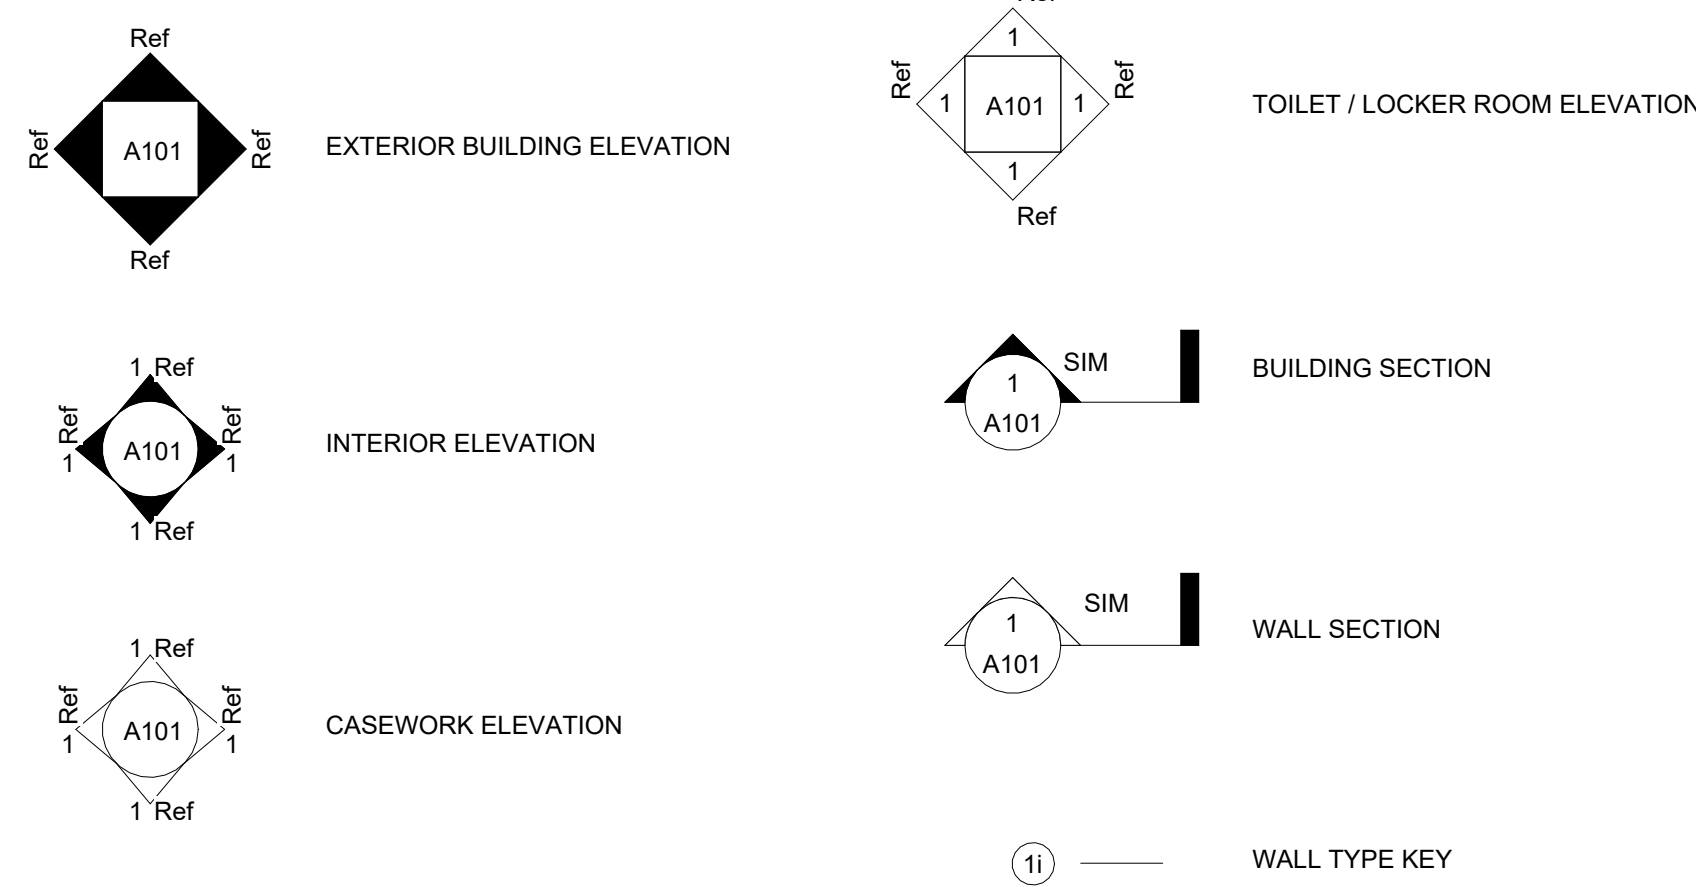 Ref
Ref
A101
Ref
Ref
EXTERIOR BUILDING ELEVATION
1 Ref
Ref
1
A101
Ref
1
1 Ref
INTERIOR ELEVATION
1 Ref
Ref
1
A101
Ref
1
1 Ref
CASEWORK ELEVATION
1
Ref
1
A101
1
Ref
1
Ref
TOILET / LOCKER ROOM ELEVATION
1
A101
SIM
BUILDING SECTION
1
A101
SIM
WALL SECTION
1i
WALL TYPE KEY